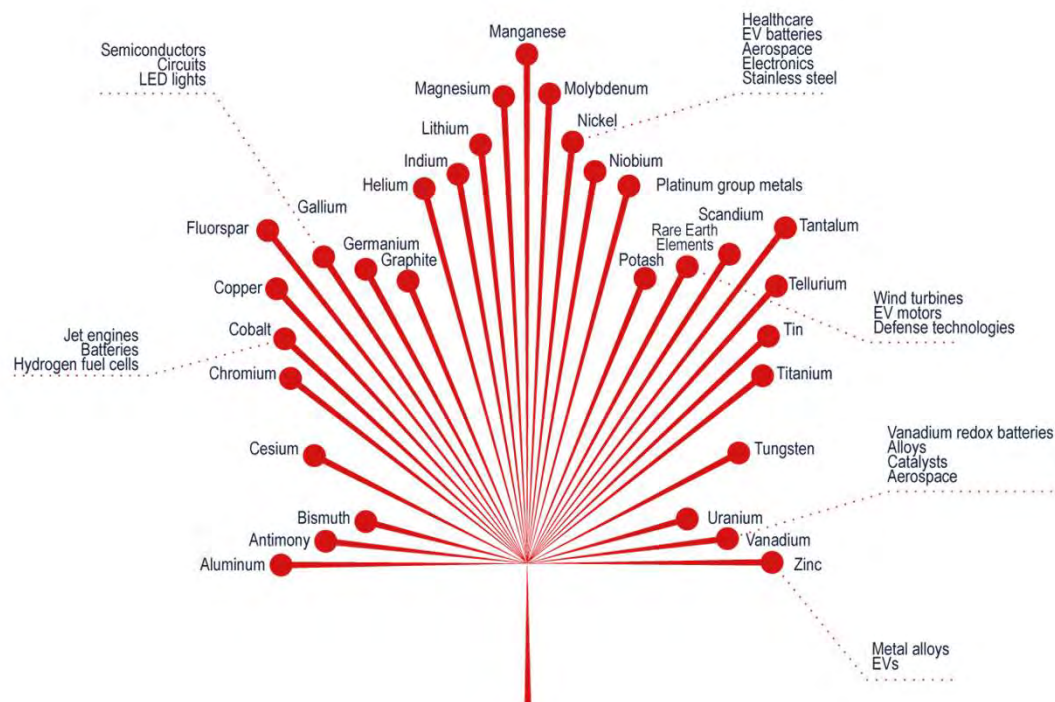 Manganese
Healthcare
EV batteries
Aerospace
Electronics
Stainless steel
Semiconductors
Circuits
LED lights
Magnesium
Molybdenum
Lithium
Nickel
Indium
Niobium
Helium
Platinum group metals
Gallium
Fluorspar
Scandium
Tantalum
Rare Earth
Elements
Germanium
Graphite
Potash
Copper
Tellurium
Wind turbines
EV motors
Defense technologies
Cobalt
Tin
Jet engines
Batteries
Hydrogen fuel cells
Chromium
Titanium
Vanadium redox batteries
Alloys
Catalysts
Aerospace
Cesium
Tungsten
Bismuth
Uranium
Antimony
Vanadium
Aluminum
Zinc
Metal alloys
EVs